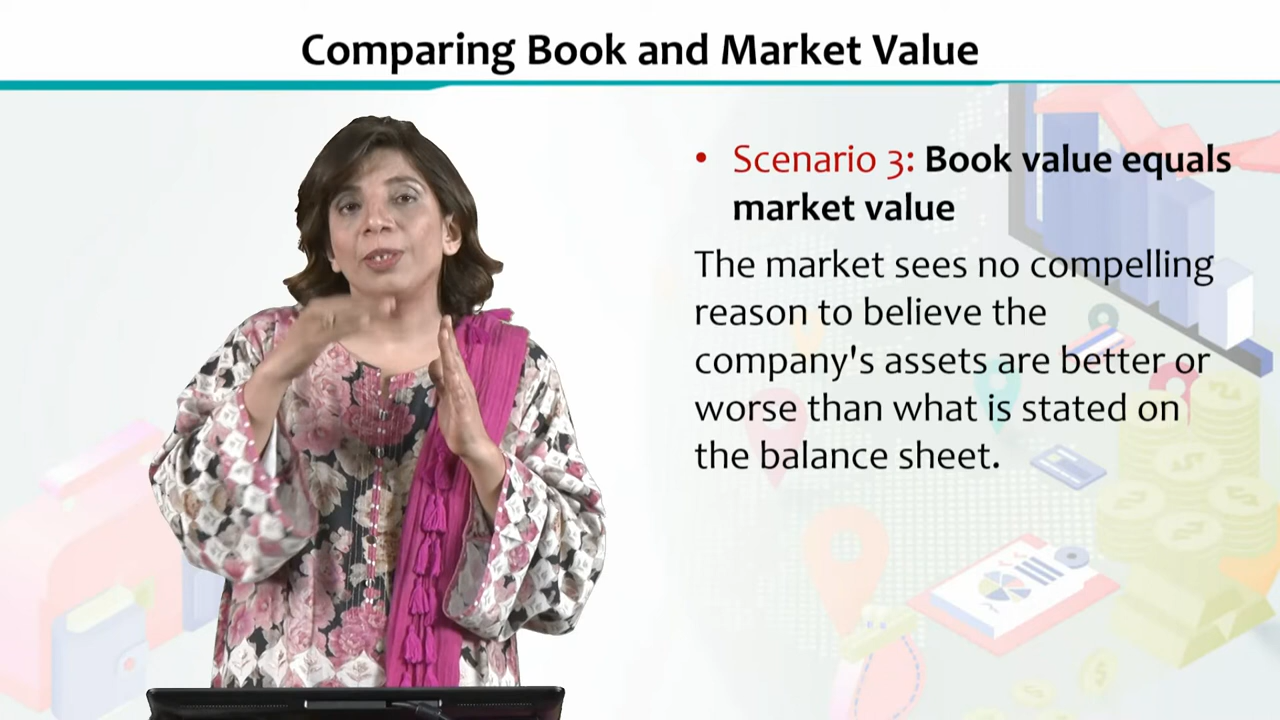 Comparing Book and Market Value
• Scenario 3: Book value equals
market value
The market sees no compelling
reason to believe the
company's assets are better or
worse than what is stated on
the balance sheet.